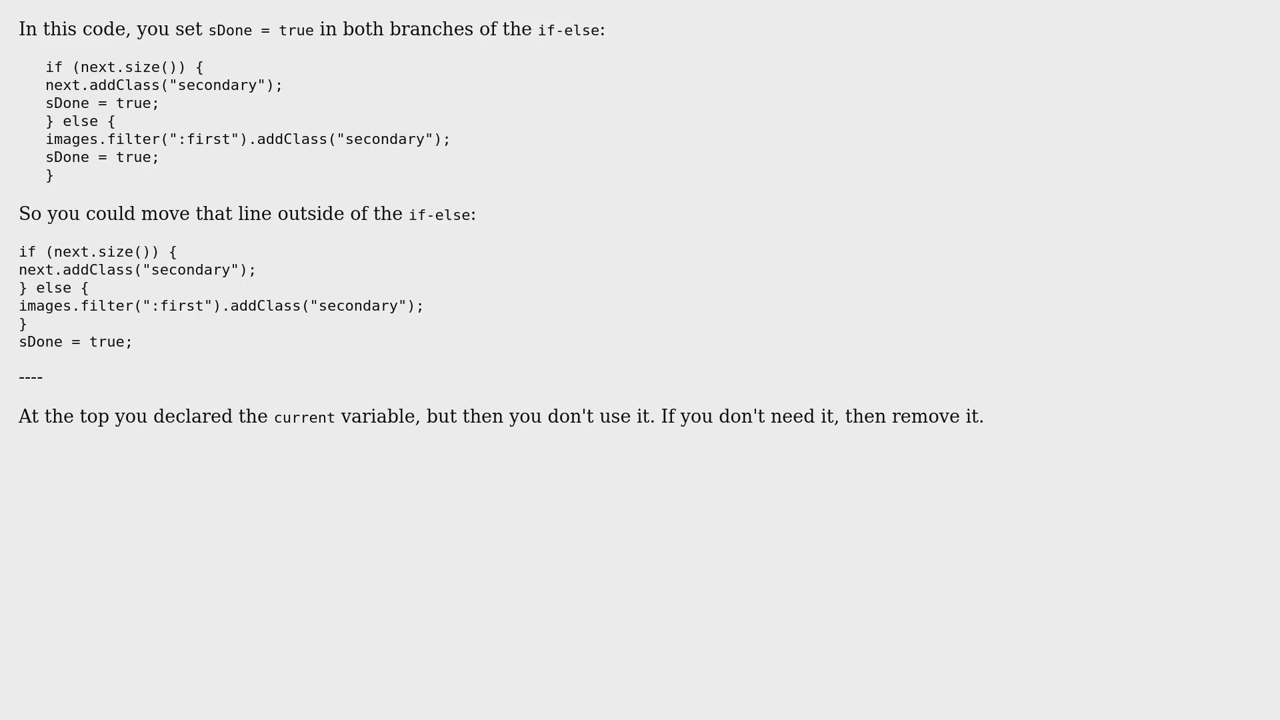 In this code, you set sDone = true in both branches of the if-else:
if (next.size()) {
next.addClass("secondary");
sDone = true;
} else {
images.filter(":first").addClass("secondary");
sDone = true;
}
So you could move that line outside of the if-else:
if (next.size()) {
next.addClass("secondary");
} else {
images.filter(":first").addClass("secondary");
}
sDone = true;
----
At the top you declared the current variable, but then you don't use it. If you don't need it, then remove it.